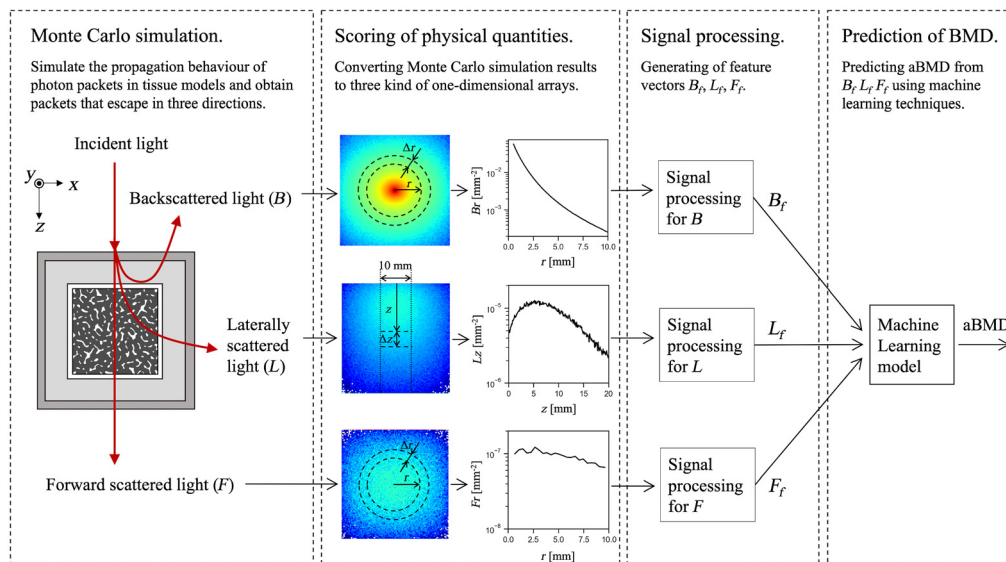 Monte Carlo simulation.
Simulate the propagation behaviour of
photon packets in tissue models and obtain
packets that escape in three directions.
Incident light
y
x
z
Backscattered light (B)
Laterally
scattered
light (L)
Forward scattered light (F)
Scoring of physical quantities.
Converting Monte Carlo simulation results
to three kind of one-dimensional arrays.
Δr
r
Br [mm⁻²]
10⁻²
10⁻³
0.0 2.5 5.0 7.5 10.0
r [mm]
10 mm
z
Δz
Lz [mm⁻²]
10⁻⁵
10⁻⁶
0 5 10 15 20
z [mm]
Δr
r
Fr [mm⁻²]
10⁻⁷
10⁻⁸
0.0 2.5 5.0 7.5 10.0
r [mm]
Signal processing.
Generating of feature
vectors B_f, L_f, F_f.
Signal
processing
for B
B_f
Signal
processing
for L
L_f
Signal
processing
for F
F_f
Prediction of BMD.
Predicting aBMD from
B_f L_f F_f using machine
learning techniques.
Machine
Learning
model
aBMD